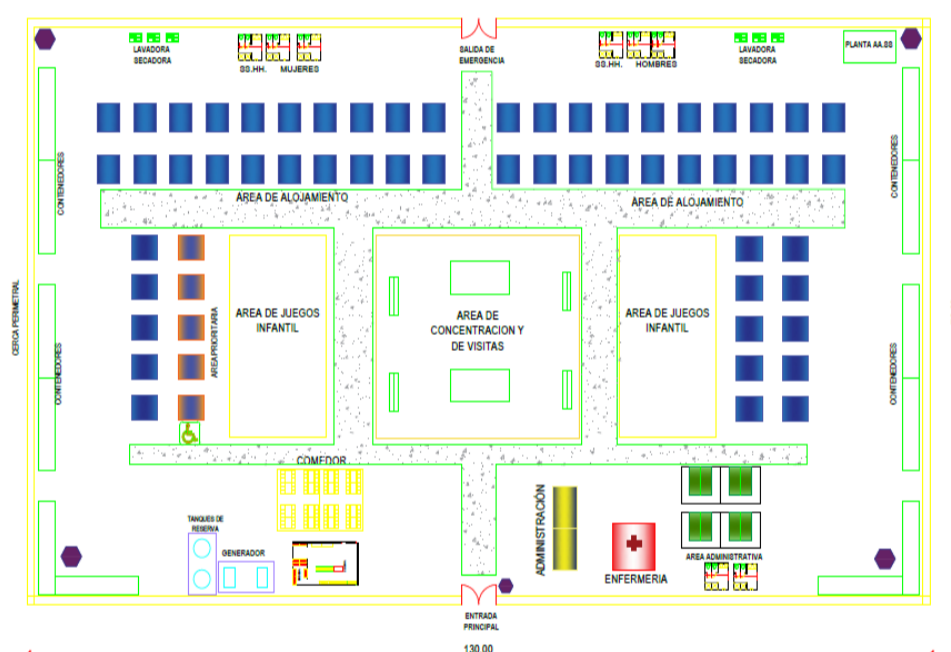 LAVADORA
SECADORA
SS.HH. MUJERES
SALIDA DE
EMERGENCIA
SS.HH. HOMBRES
LAVADORA
SECADORA
PLANTA AA.SS
CONTENEDORES
CONTENEDORES
AREA DE ALOJAMIENTO
AREA DE ALOJAMIENTO
CERCA PERIMETRAL
AREA PRIORITARIA
AREA DE JUEGOS
INFANTIL
AREA DE
CONCENTRACION Y
DE VISITAS
AREA DE JUEGOS
INFANTIL
CONTENEDORES
CONTENEDORES
COMEDOR
TANQUES DE
RESERVA
GENERADOR
ADMINISTRACIÓN
ENFERMERIA
AREA ADMINISTRATIVA
ENTRADA
PRINCIPAL
130.00